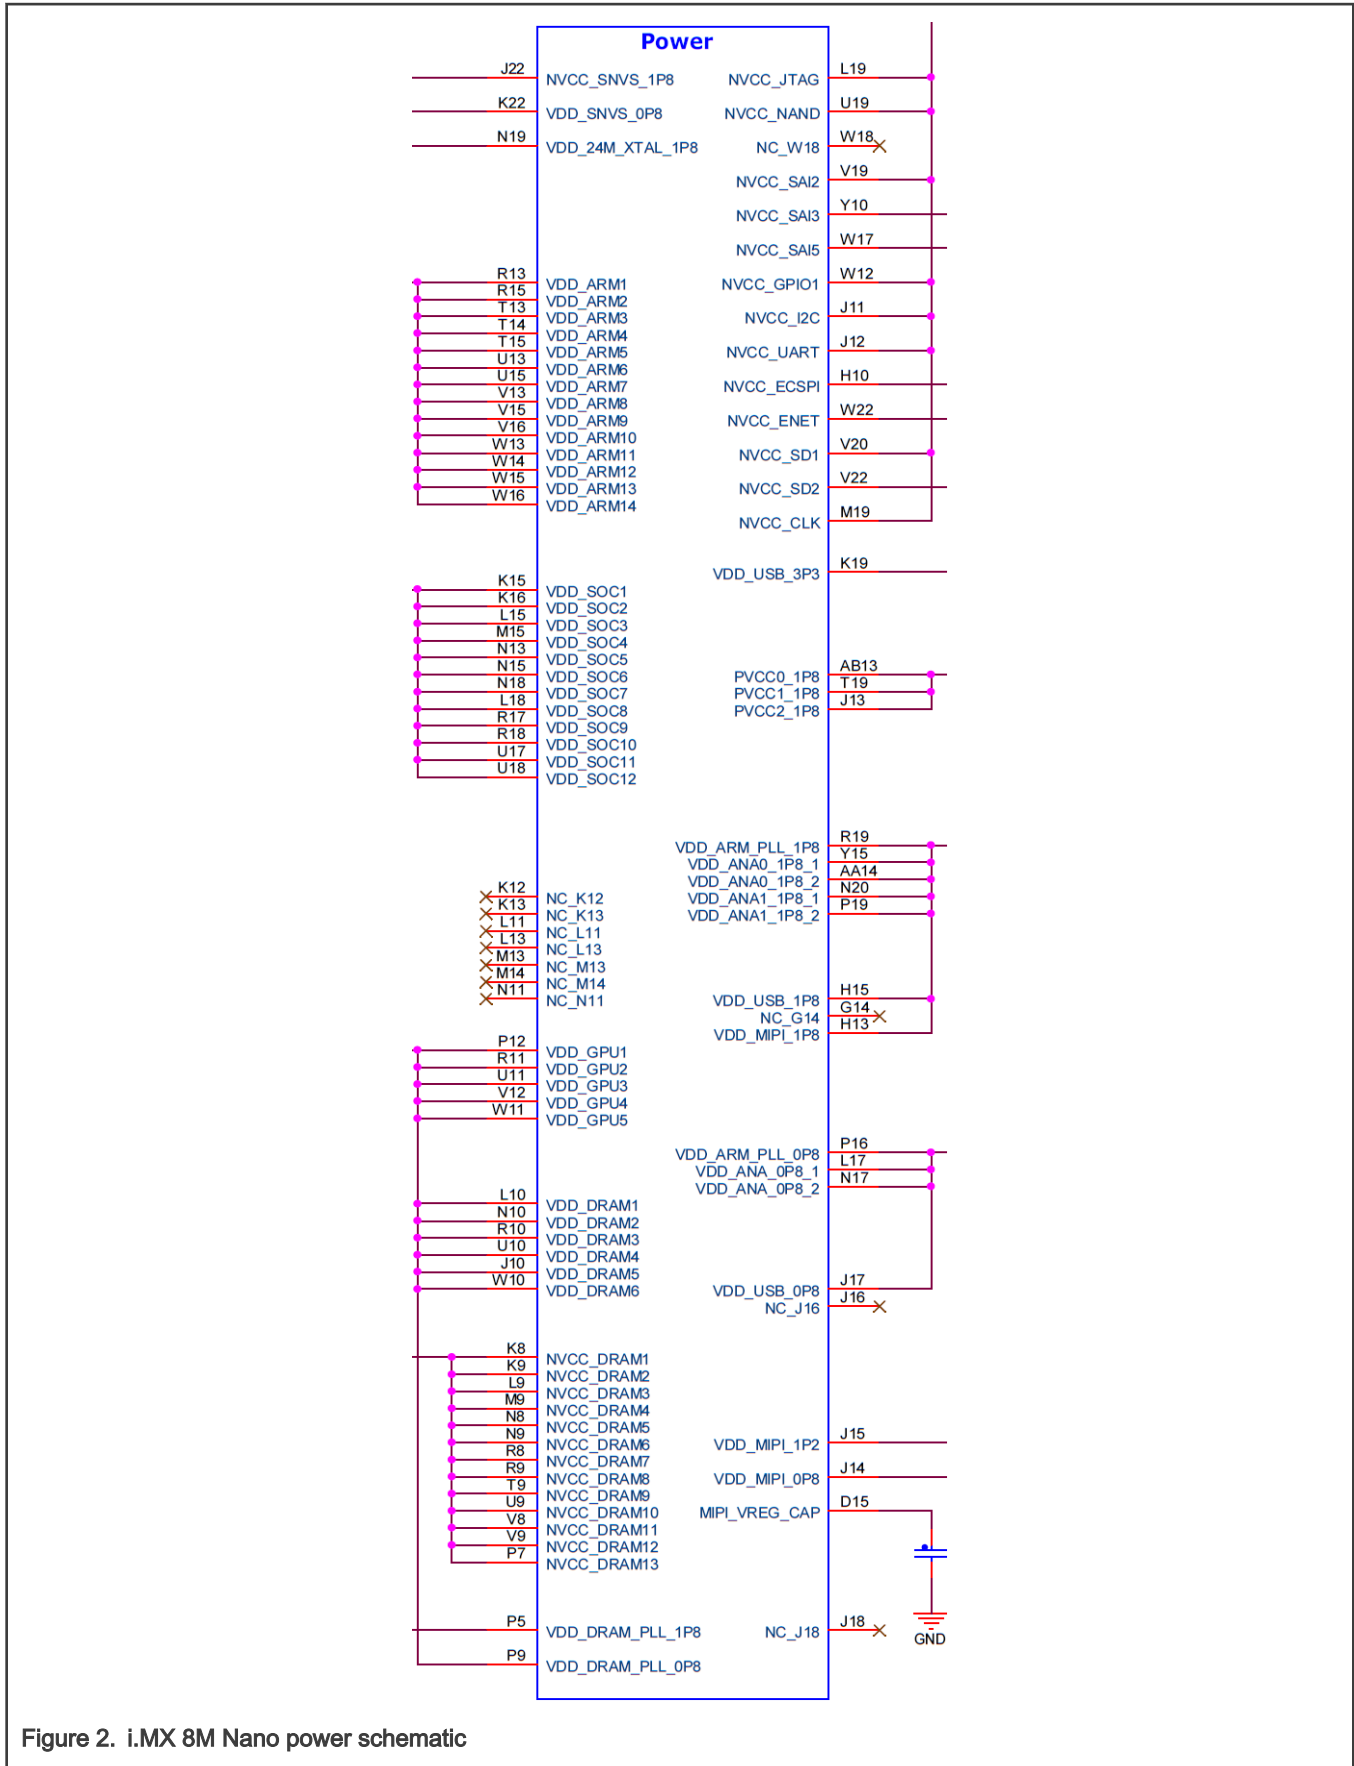 Power
J22 NVCC_SNVS_1P8
K22 VDD_SNVS_0P8
N19 VDD_24M_XTAL_1P8
R13 VDD_ARM1
R15 VDD_ARM2
T13 VDD_ARM3
T14 VDD_ARM4
T15 VDD_ARM5
U13 VDD_ARM6
U15 VDD_ARM7
V13 VDD_ARM8
V15 VDD_ARM9
V16 VDD_ARM10
W13 VDD_ARM11
W14 VDD_ARM12
W15 VDD_ARM13
W16 VDD_ARM14
K15 VDD_SOC1
K16 VDD_SOC2
L15 VDD_SOC3
M15 VDD_SOC4
N13 VDD_SOC5
N15 VDD_SOC6
N18 VDD_SOC7
L18 VDD_SOC8
R17 VDD_SOC9
R18 VDD_SOC10
U17 VDD_SOC11
U18 VDD_SOC12
K12 NC_K12
K13 NC_K13
L11 NC_L11
L13 NC_L13
M13 NC_M13
M14 NC_M14
N11 NC_N11
P12 VDD_GPU1
R11 VDD_GPU2
U11 VDD_GPU3
V12 VDD_GPU4
W11 VDD_GPU5
L10 VDD_DRAM1
N10 VDD_DRAM2
R10 VDD_DRAM3
U10 VDD_DRAM4
J10 VDD_DRAM5
W10 VDD_DRAM6
K8 NVCC_DRAM1
K9 NVCC_DRAM2
L9 NVCC_DRAM3
M9 NVCC_DRAM4
N8 NVCC_DRAM5
N9 NVCC_DRAM6
R8 NVCC_DRAM7
R9 NVCC_DRAM8
T9 NVCC_DRAM9
U9 NVCC_DRAM10
V8 NVCC_DRAM11
V9 NVCC_DRAM12
P7 NVCC_DRAM13
P5 VDD_DRAM_PLL_1P8
P9 VDD_DRAM_PLL_0P8
NVCC_JTAG L19
NVCC_NAND U19
NC_W18 W18
NVCC_SAI2 V19
NVCC_SAI3 Y10
NVCC_SAI5 W17
NVCC_GPIO1 W12
NVCC_I2C J11
NVCC_UART J12
NVCC_ECSPI H10
NVCC_ENET W22
NVCC_SD1 V20
NVCC_SD2 V22
NVCC_CLK M19
VDD_USB_3P3 K19
PVCC0_1P8 AB13
PVCC1_1P8 T19
PVCC2_1P8 J13
VDD_ARM_PLL_1P8 R19
VDD_ANA0_1P8_1 Y15
VDD_ANA0_1P8_2 AA14
VDD_ANA1_1P8_1 N20
VDD_ANA1_1P8_2 P19
VDD_USB_1P8 H15
NC_G14 G14
VDD_MIPI_1P8 H13
VDD_ARM_PLL_0P8 P16
VDD_ANA_0P8_1 L17
VDD_ANA_0P8_2 N17
VDD_USB_0P8 J17
NC_J16 J16
VDD_MIPI_1P2 J15
VDD_MIPI_0P8 J14
MIPI_VREG_CAP D15
NC_J18 J18
GND
Figure 2. i.MX 8M Nano power schematic